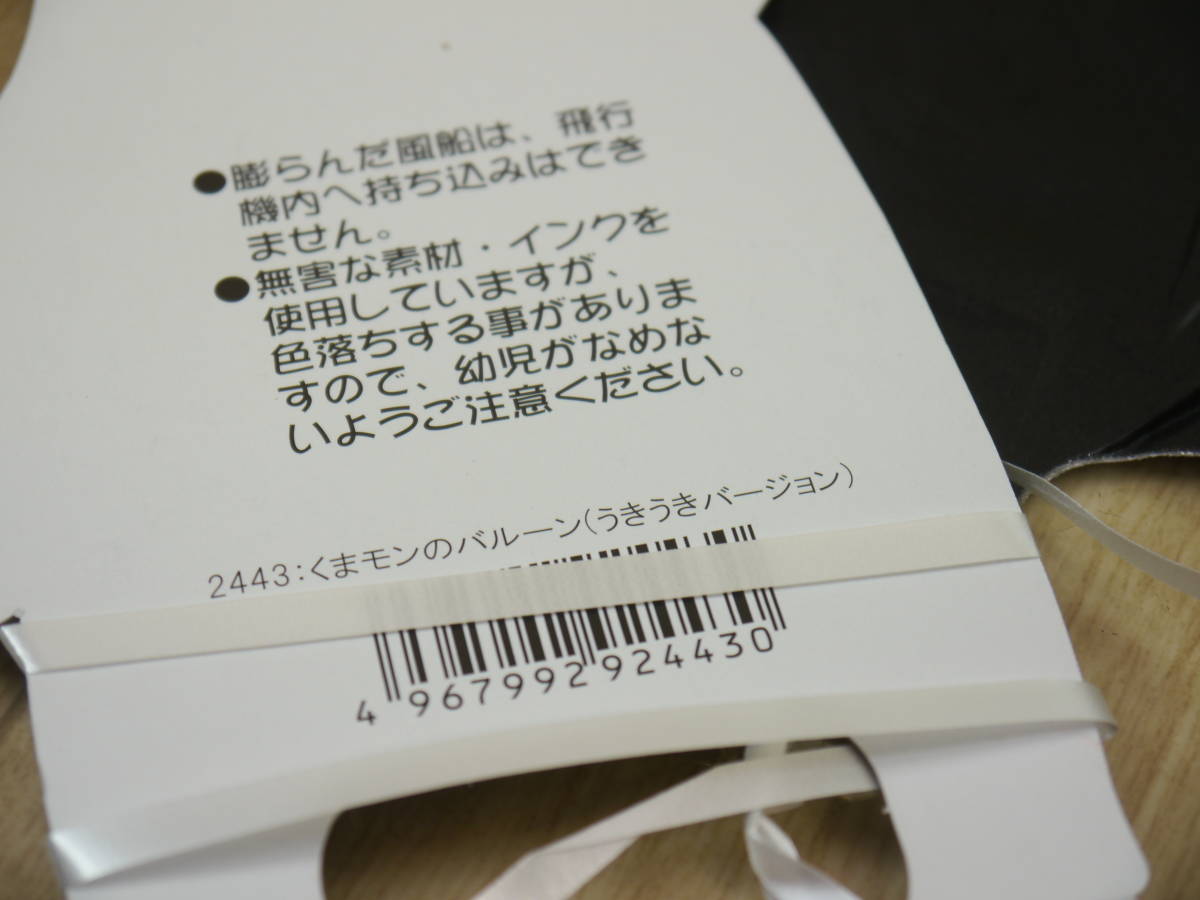 ●膨らんだ風船は、飛行
機内へ持ち込みはでき
ません。
●無害な素材・インクを
使用していますが、
色落ちする事がありま
すので、幼児がなめな
いようご注意ください。
2443:くまモンのバルーン(うきうきバージョン)
4967992924430